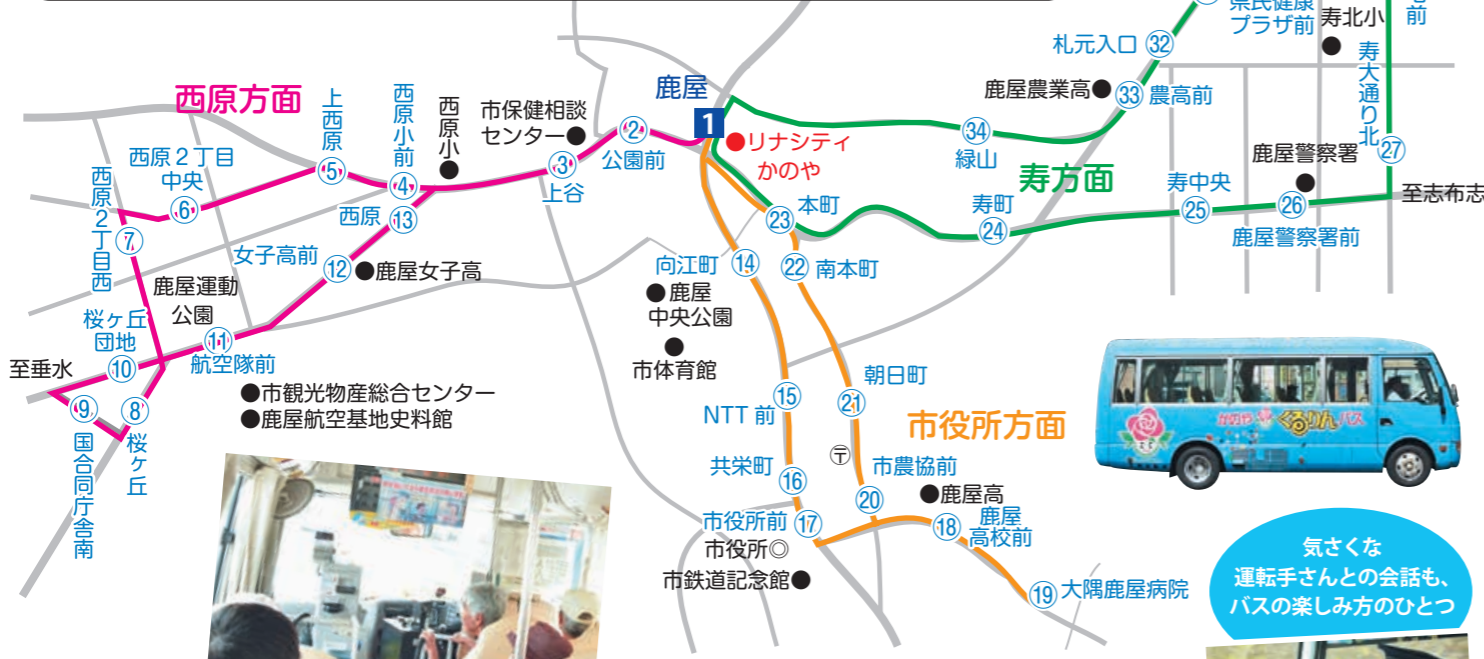 県民健康
プラザ前
寿北小
前
札元入口 ㉜
寿大通り北
㉗
鹿屋農業高
㉝ 農高前
鹿屋
1
リナシティ
かのや
㉞
緑山
寿方面
鹿屋警察署
寿中央
㉕
㉖
鹿屋警察署前
至志布志
寿町
㉔
本町
㉓
西原方面
上西原
⑤
西原小前
④
西原小
市保健相談
センター
②
公園前
③
上谷
西原2丁目
中央
⑥
西原2丁目西
⑦
西原
⑬
女子高前
⑫
鹿屋女子高
鹿屋運動
公園
⑪
航空隊前
桜ヶ丘
団地
⑩
至垂水
⑨
国合同庁舎南
⑧
桜ヶ丘
市観光物産総合センター
鹿屋航空基地史料館
向江町
⑭
㉒ 南本町
鹿屋
中央公園
市体育館
⑮
NTT前
朝日町
㉑
市役所方面
共栄町
⑯
〒
市農協前
⑳
鹿屋高
市役所前 ⑰
⑱ 鹿屋
高校前
市役所◎
市鉄道記念館
⑲ 大隅鹿屋病院
かのや くるりん バス
気さくな
運転手さんとの会話も、
バスの楽しみ方のひとつ